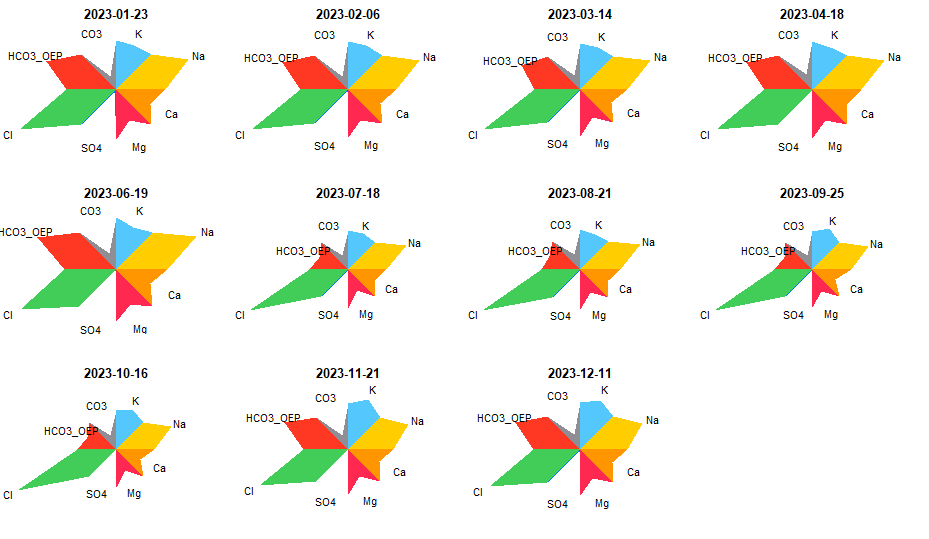 2023-01-23
CO3 K
HCO3_OEP Na
Ca
Cl
SO4 Mg
2023-02-06
CO3 K
HCO3_OEP Na
Ca
Cl
SO4 Mg
2023-03-14
CO3 K
HCO3_OEP Na
Ca
Cl
SO4 Mg
2023-04-18
CO3 K
HCO3_OEP Na
Ca
Cl
SO4 Mg
2023-06-19
CO3 K
HCO3_OEP Na
Ca
Cl
SO4 Mg
2023-07-18
CO3 K
HCO3_OEP Na
Ca
Cl
SO4 Mg
2023-08-21
CO3 K
HCO3_OEP Na
Ca
Cl
SO4 Mg
2023-09-25
CO3 K
HCO3_OEP Na
Ca
Cl
SO4 Mg
2023-10-16
CO3 K
HCO3_OEP Na
Ca
Cl
SO4 Mg
2023-11-21
CO3 K
HCO3_OEP Na
Ca
Cl
SO4 Mg
2023-12-11
CO3 K
HCO3_OEP Na
Ca
Cl
SO4 Mg